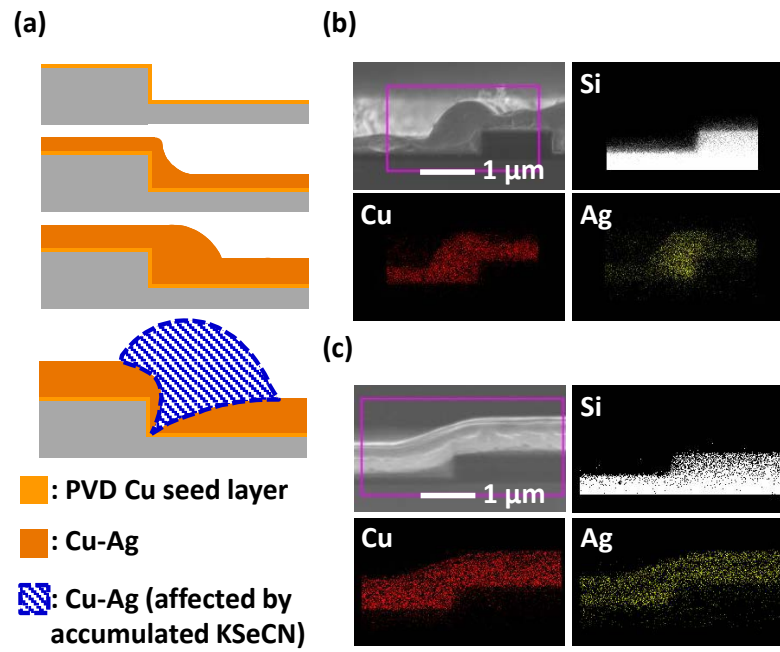 (a)
: PVD Cu seed layer
: Cu-Ag
: Cu-Ag (affected by
accumulated KSeCN)
(b)
1 μm
Si
Cu
Ag
(c)
1 μm
Si
Cu
Ag